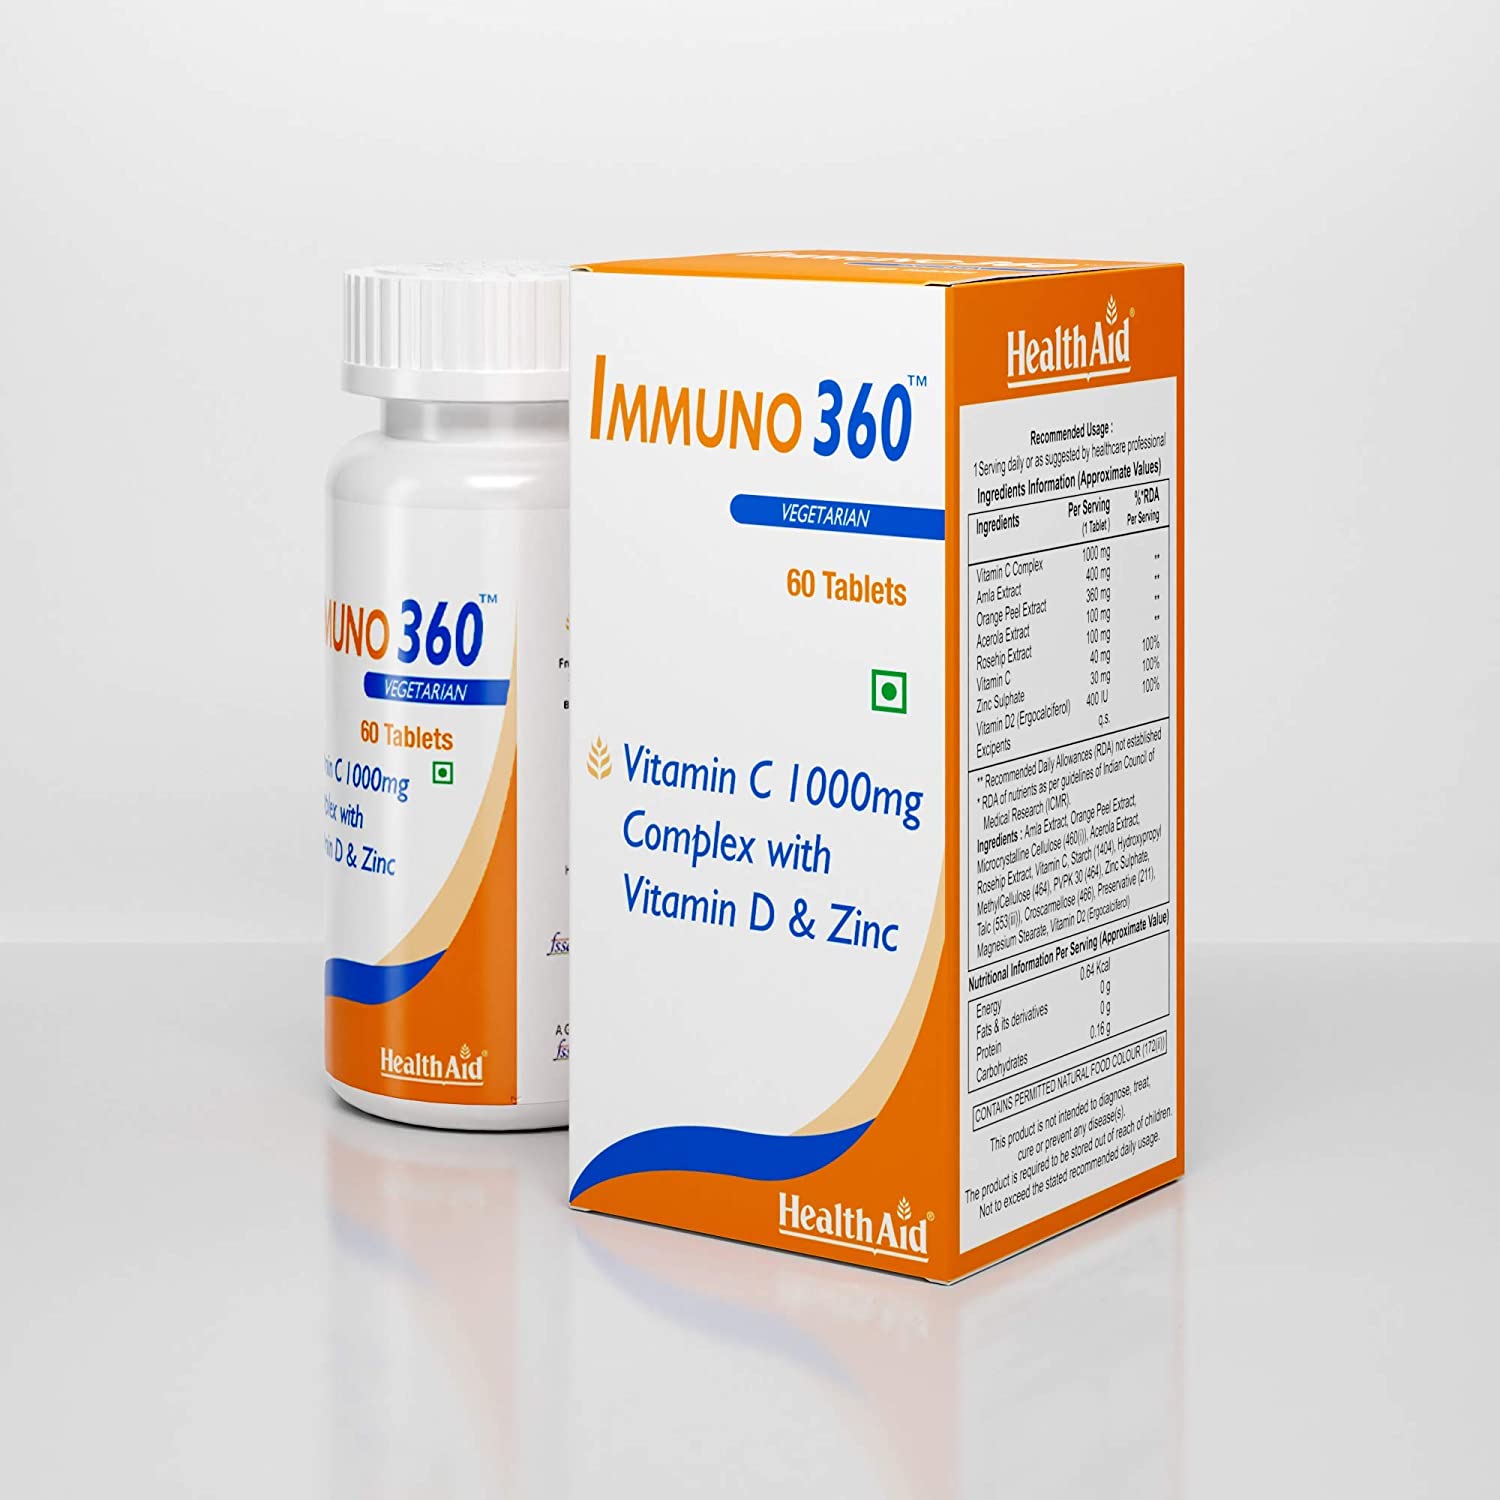 IMMUNO 360™
VEGETARIAN
60 Tablets
Vitamin C 1000mg
Complex with
Vitamin D & Zinc
HealthAid®
HealthAid®
Recommended Usage :
1 Serving daily or as suggested by healthcare professional
Ingredients Information (Approximate Values)
Ingredients Per Serving (1 Tablet) %*RDA Per Serving
Vitamin C Complex 1000 mg **
Amla Extract 400 mg **
Orange Peel Extract 360 mg **
Acerola Extract 100 mg **
Rosehip Extract 100 mg
Vitamin C 40 mg 100%
Zinc Sulphate 30 mg 100%
Vitamin D2 (Ergocalciferol) 400 IU 100%
Excipients q.s.
** Recommended Daily Allowances (RDA) not established
* RDA of nutrients as per guidelines of Indian Council of
Medical Research (ICMR).
Ingredients : Amla Extract, Orange Peel Extract,
Microcrystalline Cellulose (460(i)), Acerola Extract,
Rosehip Extract, Vitamin C, Starch (1404), Hydroxypropyl
MethylCellulose (464), PVPK 30 (464), Zinc Sulphate,
Talc (553(iii)), Croscarmellose (466), Preservative (211),
Magnesium Stearate, Vitamin D2 (Ergocalciferol)
Nutritional Information Per Serving (Approximate Value)
Energy 0.64 Kcal
Fats & its derivatives 0 g
Protein 0 g
Carbohydrates 0.16 g
CONTAINS PERMITTED NATURAL FOOD COLOUR (172(ii))
This product is not intended to diagnose, treat,
cure or prevent any disease(s).
The product is required to be stored out of reach of children.
Not to exceed the stated recommended daily usage.
MUNO 360™
VEGETARIAN
60 Tablets
C 1000mg
with
D & Zinc
HealthAid®